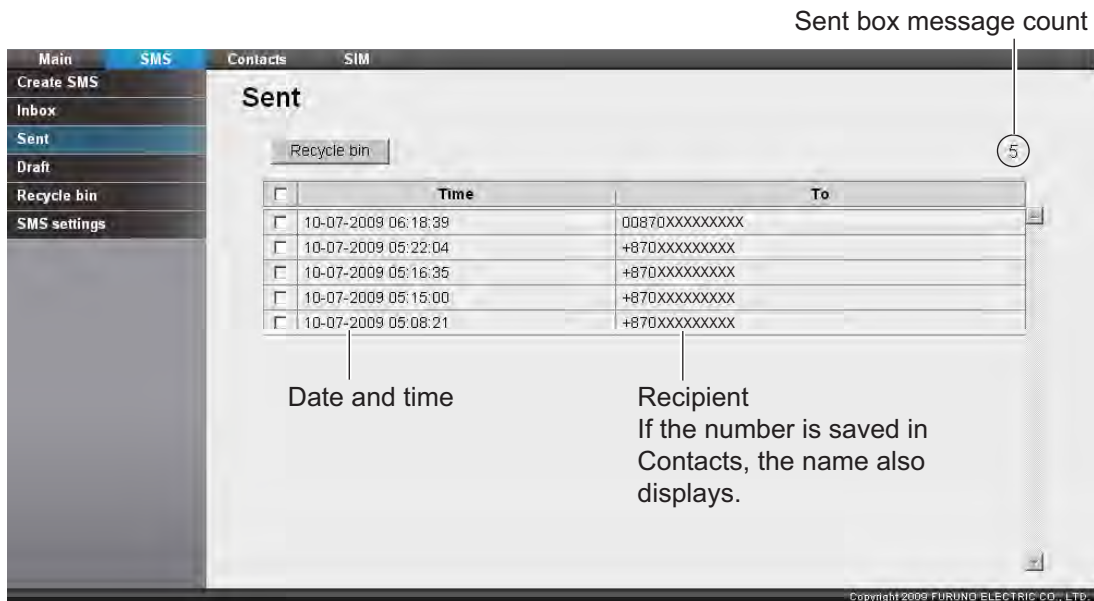 Sent box message count
Main SMS Contacts SIM
Create SMS
Inbox
Sent
Draft
Recycle bin
SMS settings
Sent
Recycle bin
5
Time To
10-07-2009 06:18:39 00870XXXXXXXXX
10-07-2009 05:22:04 +870XXXXXXXXX
10-07-2009 05:16:35 +870XXXXXXXXX
10-07-2009 05:15:00 +870XXXXXXXXX
10-07-2009 05:08:21 +870XXXXXXXXX
Date and time
Recipient
If the number is saved in
Contacts, the name also
displays.
Copyright 2009 FURUNO ELECTRIC CO., LTD.